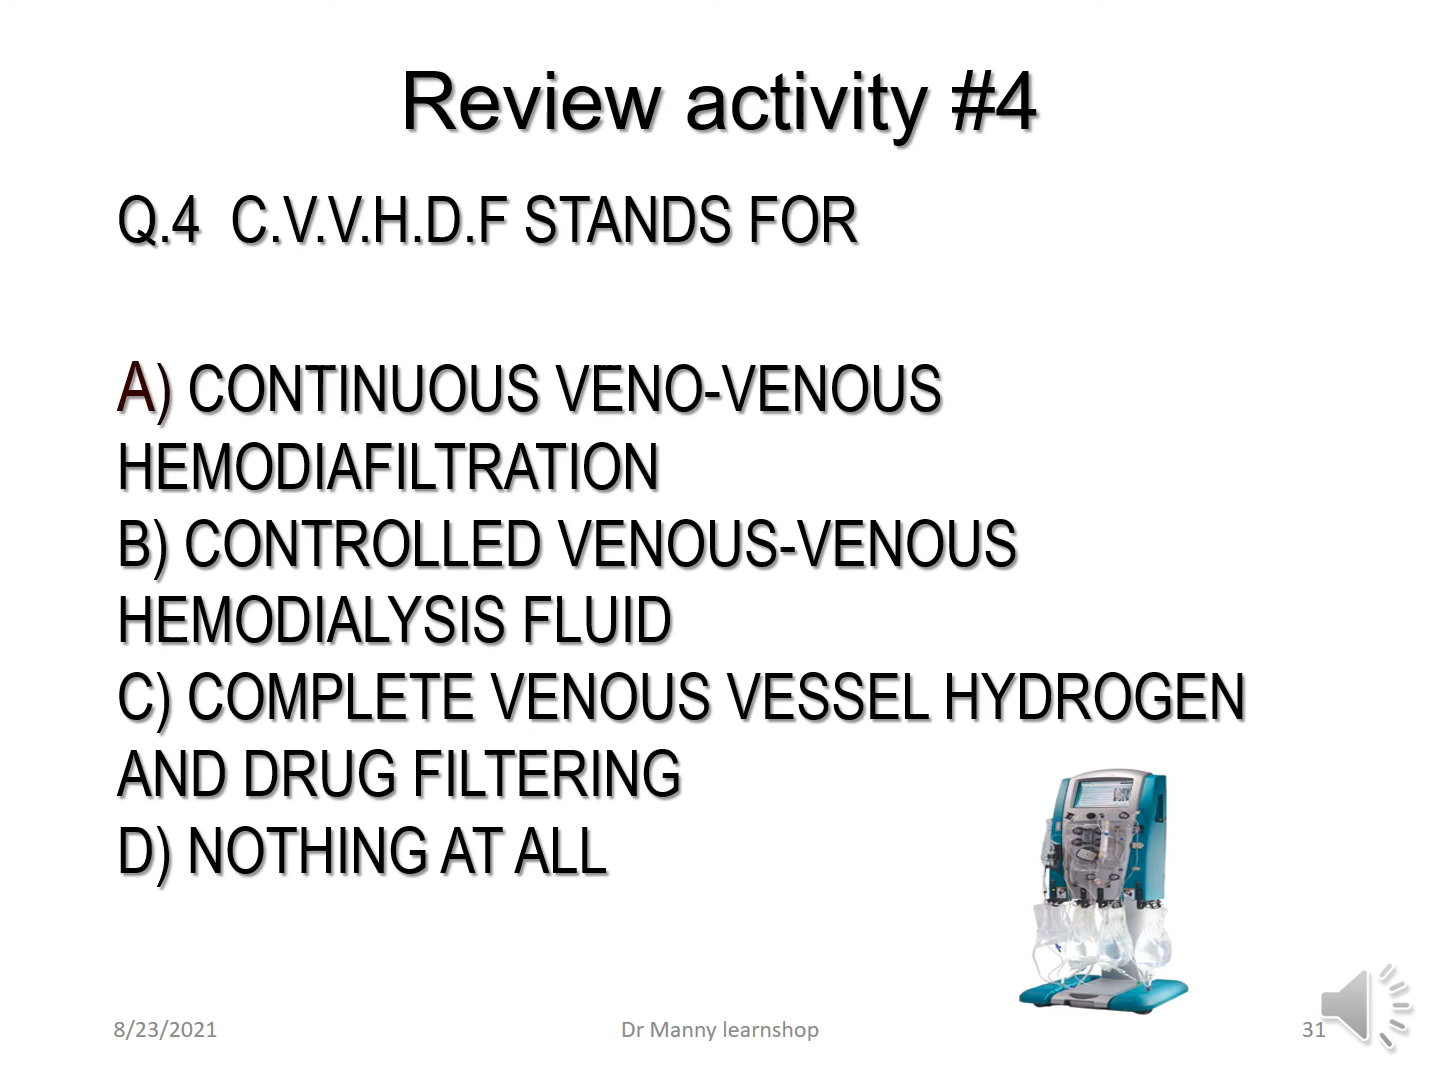 Review activity #4
Q.4 C.V.V.H.D.F STANDS FOR
A) CONTINUOUS VENO-VENOUS
HEMODIAFILTRATION
B) CONTROLLED VENOUS-VENOUS
HEMODIALYSIS FLUID
C) COMPLETE VENOUS VESSEL HYDROGEN
AND DRUG FILTERING
D) NOTHING AT ALL
8/23/2021
Dr Manny learnshop
31